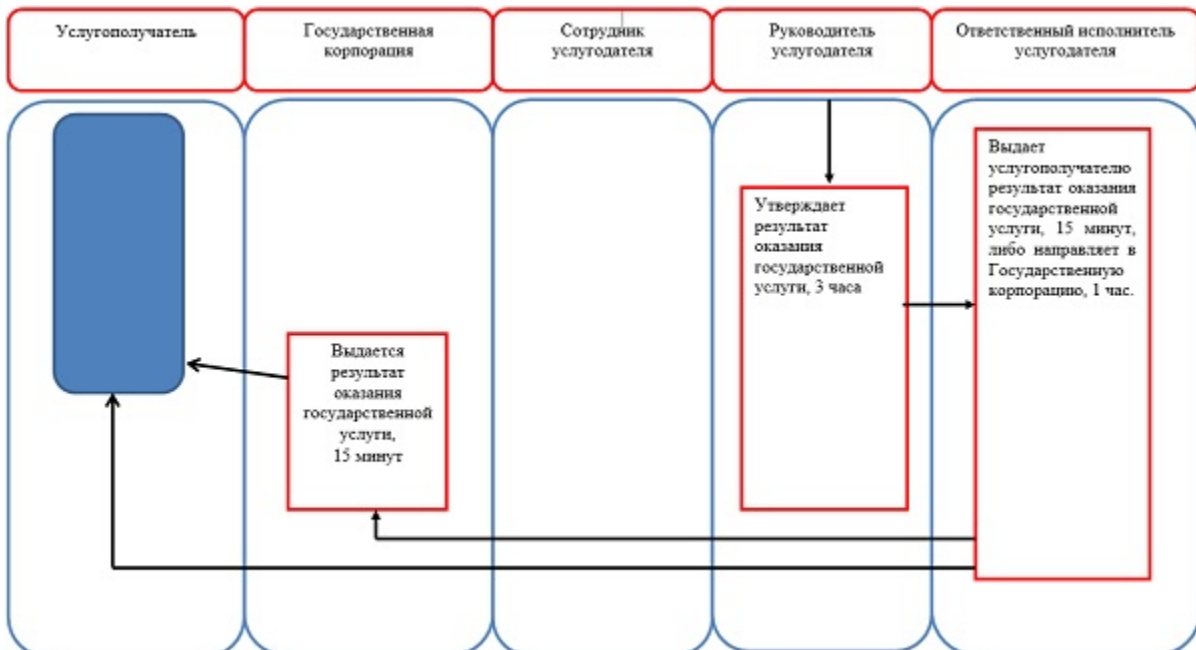 Услугополучатель
Государственная
корпорация
Сотрудник
услугодателя
Руководитель
услугодателя
Ответственный исполнитель
услугодателя
Выдает
услугополучателю
результат оказания
государственной
услуги, 15 минут,
либо направляет в
Государственную
корпорацию, 1 час.
Утверждает
результат
оказания
государственной
услуги, 3 часа
Выдается
результат
оказания
государственной
услуги,
15 минут